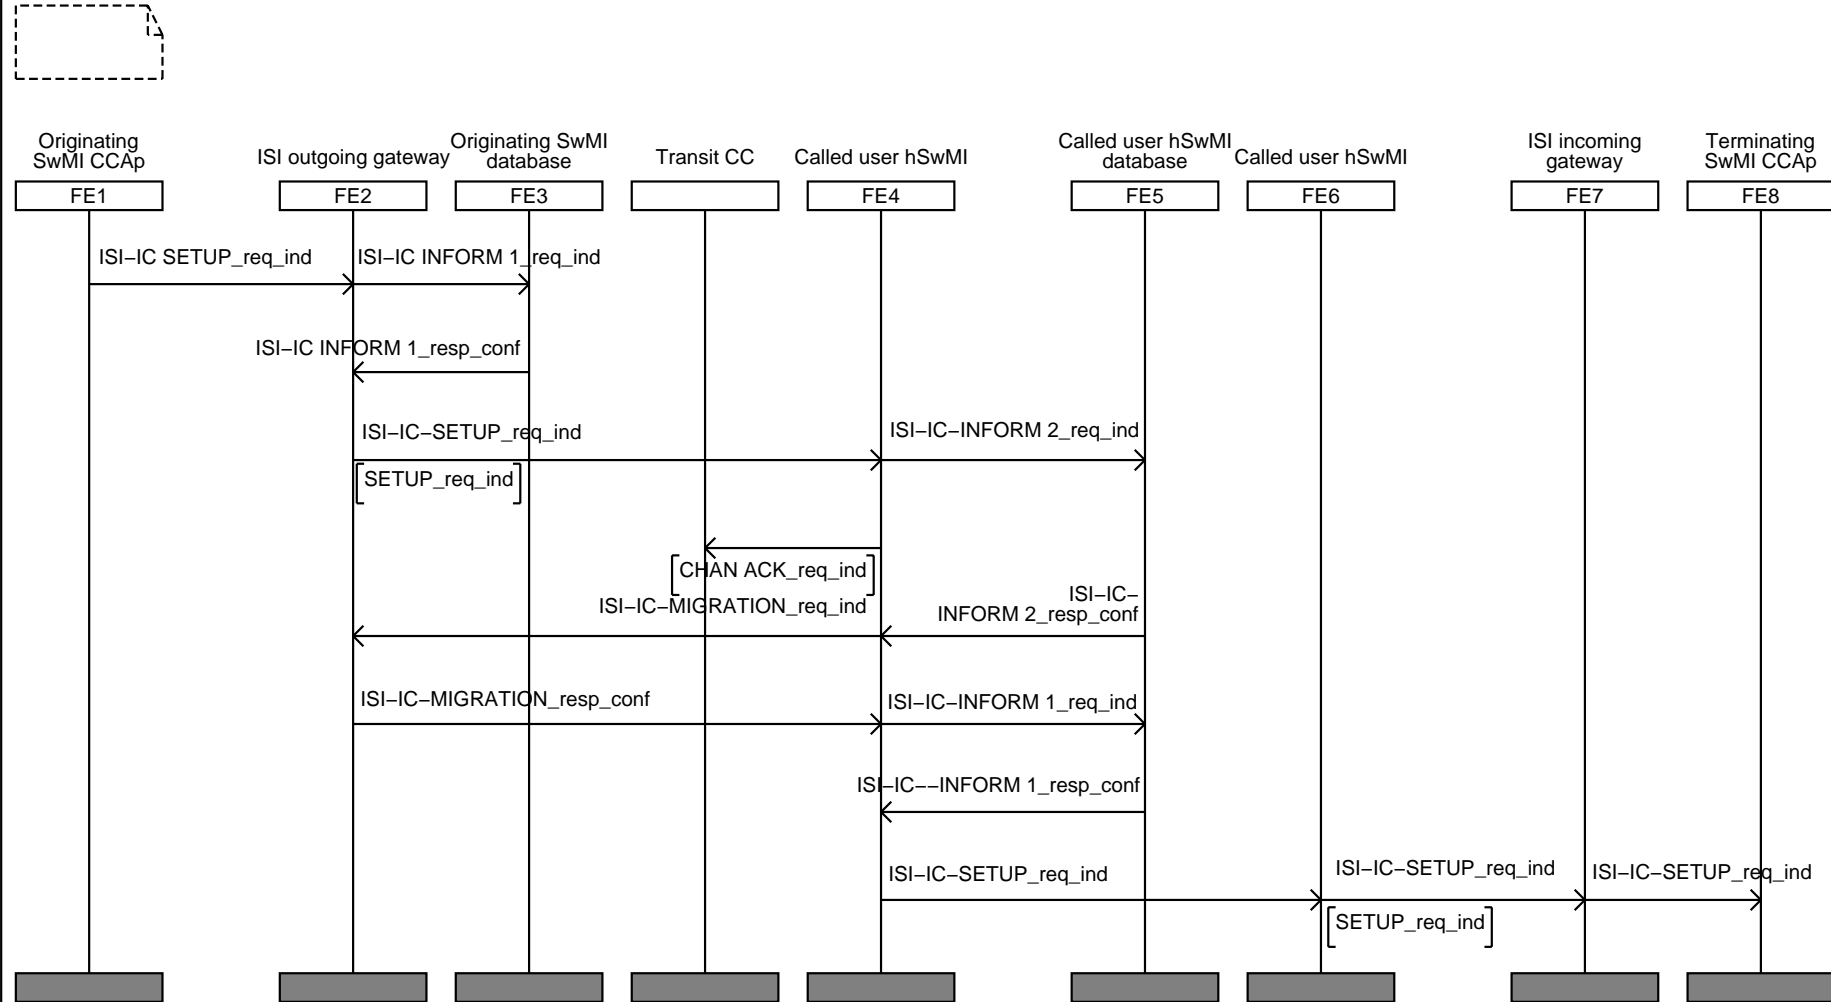 Originating
SwMI CCAp
ISI outgoing gateway
Originating SwMI
database
Transit CC
Called user hSwMI
Called user hSwMI
database
Called user hSwMI
ISI incoming
gateway
Terminating
SwMI CCAp
FE1
FE2
FE3
FE4
FE5
FE6
FE7
FE8
ISI–IC SETUP_req_ind
ISI–IC INFORM 1_req_ind
ISI–IC INFORM 1_resp_conf
ISI–IC–SETUP_req_ind
ISI–IC–INFORM 2_req_ind
SETUP_req_ind
CHAN ACK_req_ind
ISI–IC–MIGRATION_req_ind
ISI–IC–
INFORM 2_resp_conf
ISI–IC–MIGRATION_resp_conf
ISI–IC–INFORM 1_req_ind
ISI–IC––INFORM 1_resp_conf
ISI–IC–SETUP_req_ind
ISI–IC–SETUP_req_ind
ISI–IC–SETUP_req_ind
SETUP_req_ind